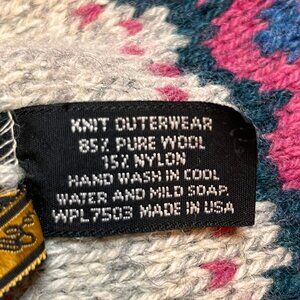 KNIT OUTERWEAR
85% PURE WOOL
15% NYLON
HAND WASH IN COOL
WATER AND MILD SOAP.
WPL7503 MADE IN USA